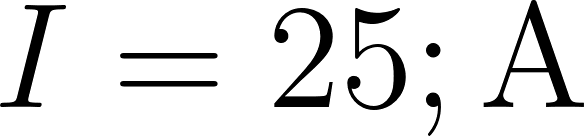 I = 25; A